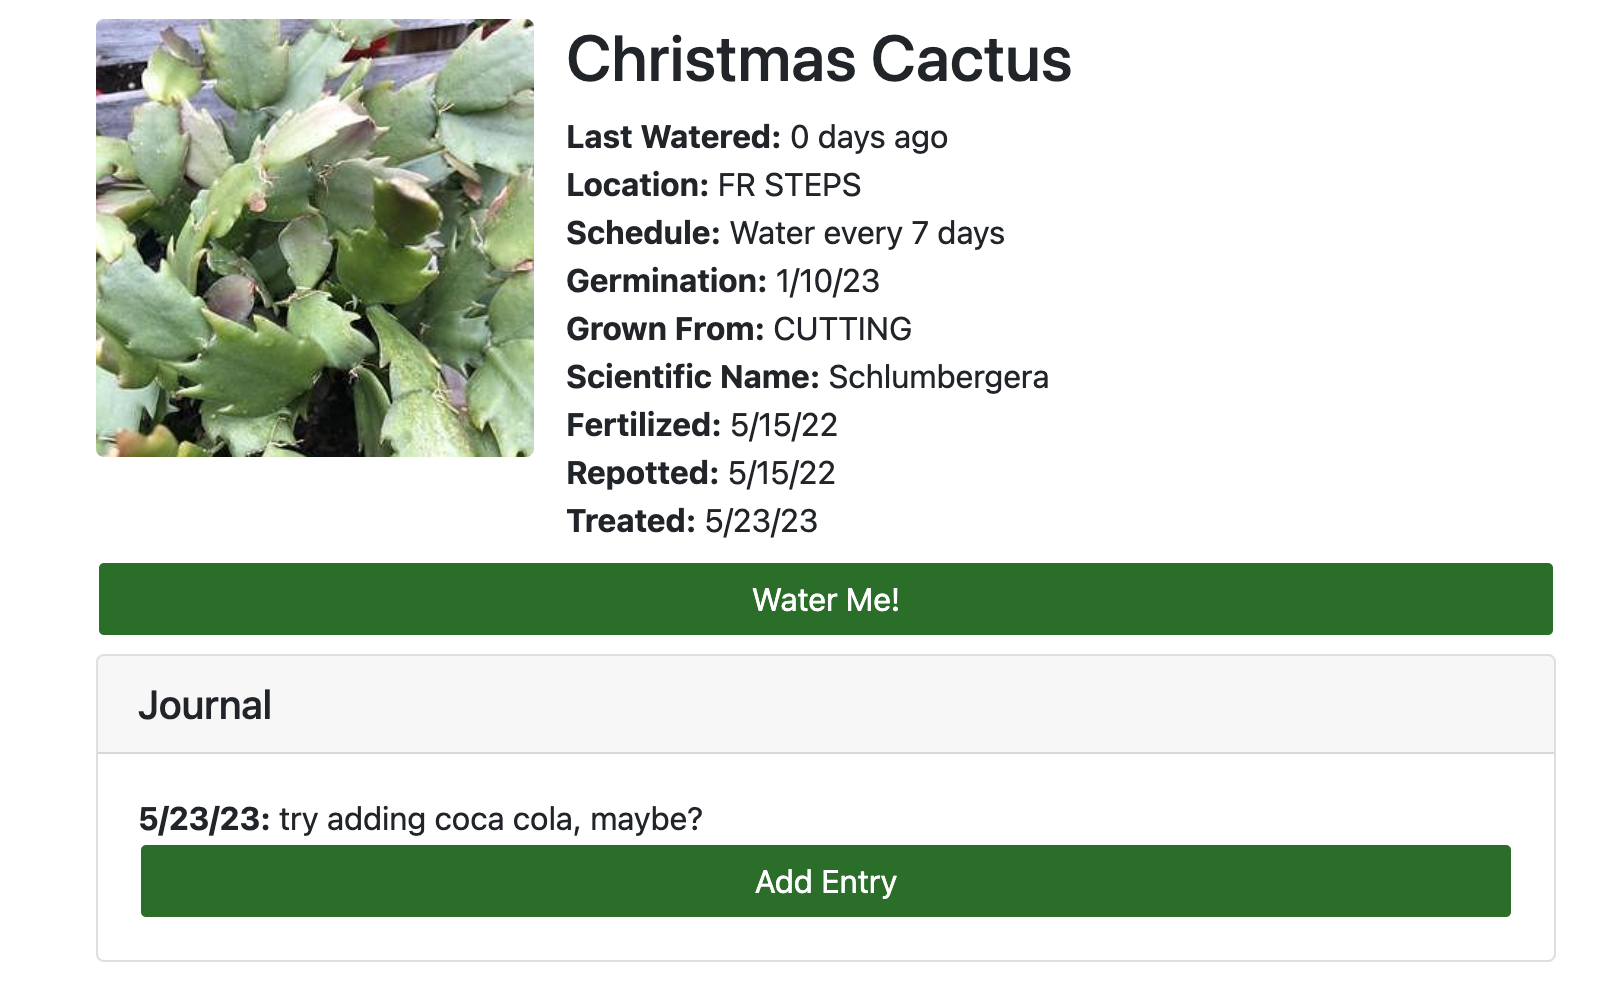 Christmas Cactus
Last Watered: 0 days ago
Location: FR STEPS
Schedule: Water every 7 days
Germination: 1/10/23
Grown From: CUTTING
Scientific Name: Schlumbergera
Fertilized: 5/15/22
Repotted: 5/15/22
Treated: 5/23/23
Water Me!
Journal
5/23/23: try adding coca cola, maybe?
Add Entry